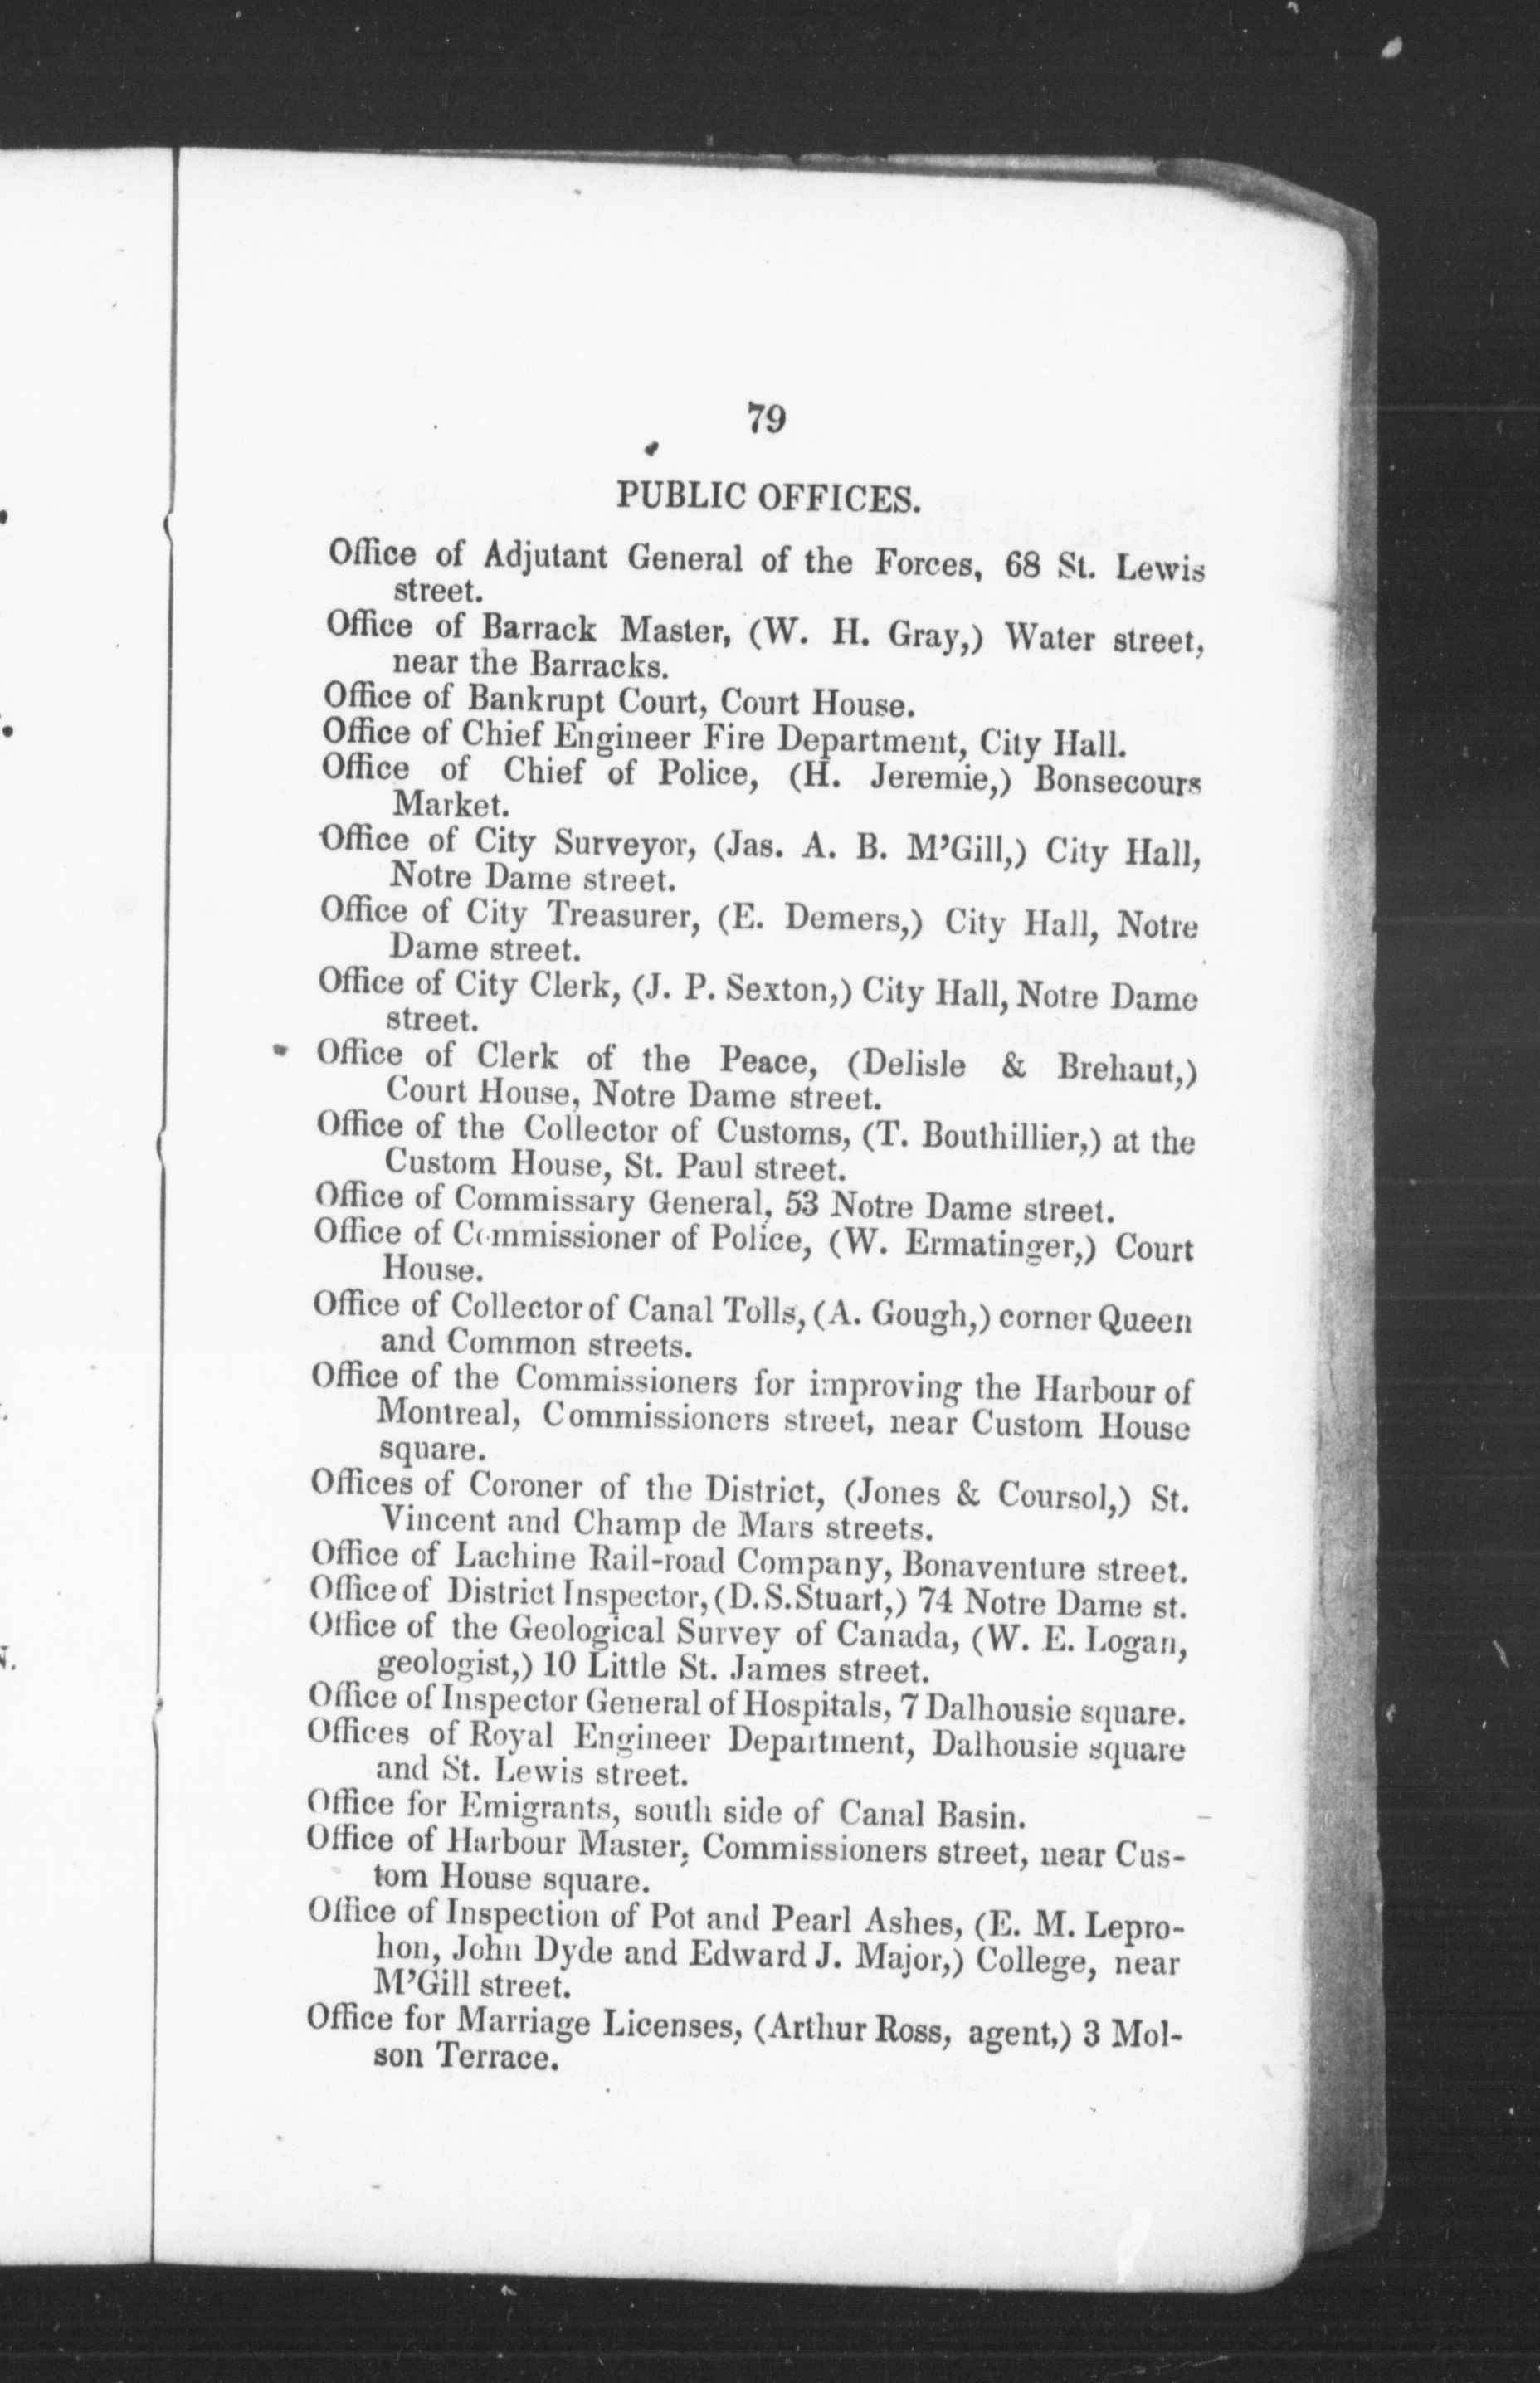 79
PUBLIC OFFICES.
Office of Adjutant General of the Forces, 68 St. Lewis
street.
Office of Barrack Master, (W. H. Gray,) Water street,
near the Barracks.
Office of Bankrupt Court, Court House.
Office of Chief Engineer Fire Department, City Hall.
Office of Chief of Police, (H. Jeremie,) Bonsecours
Market.
Office of City Surveyor, (Jas. A. B. M'Gill,) City Hall,
Notre Dame street.
Office of City Treasurer, (E. Demers,) City Hall, Notre
Dame street.
Office of City Clerk, (J. P. Sexton,) City Hall, Notre Dame
street.
Office of Clerk of the Peace, (Delisle & Brehaut,)
Court House, Notre Dame street.
Office of the Collector of Customs, (T. Bouthillier,) at the
Custom House, St. Paul street.
Office of Commissary General, 53 Notre Dame street.
Office of Commissioner of Police, (W. Ermatinger,) Court
House.
Office of Collector of Canal Tolls, (A. Gough,) corner Queen
and Common streets.
Office of the Commissioners for improving the Harbour of
Montreal, Commissioners street, near Custom House
square.
Offices of Coroner of the District, (Jones & Coursol,) St.
Vincent and Champ de Mars streets.
Office of Lachine Rail-road Company, Bonaventure street.
Office of District Inspector, (D. S. Stuart,) 74 Notre Dame st.
Office of the Geological Survey of Canada, (W. E. Logan,
geologist,) 10 Little St. James street.
Office of Inspector General of Hospitals, 7 Dalhousie square.
Offices of Royal Engineer Department, Dalhousie square
and St. Lewis street.
Office for Emigrants, south side of Canal Basin.
Office of Harbour Master, Commissioners street, near Cus-
tom House square.
Office of Inspection of Pot and Pearl Ashes, (E. M. Lepro-
hon, John Dyde and Edward J. Major,) College, near
M'Gill street.
Office for Marriage Licenses, (Arthur Ross, agent,) 3 Mol-
son Terrace.